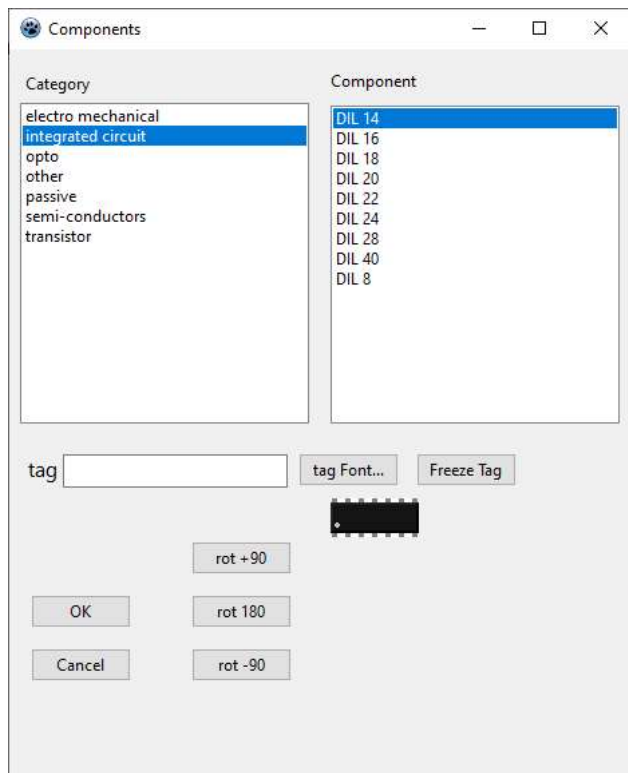 Components
Category
Component
electro mechanical
integrated circuit
opto
other
passive
semi-conductors
transistor
DIL 14
DIL 16
DIL 18
DIL 20
DIL 22
DIL 24
DIL 28
DIL 40
DIL 8
tag
tag Font...
Freeze Tag
rot +90
OK
rot 180
Cancel
rot -90